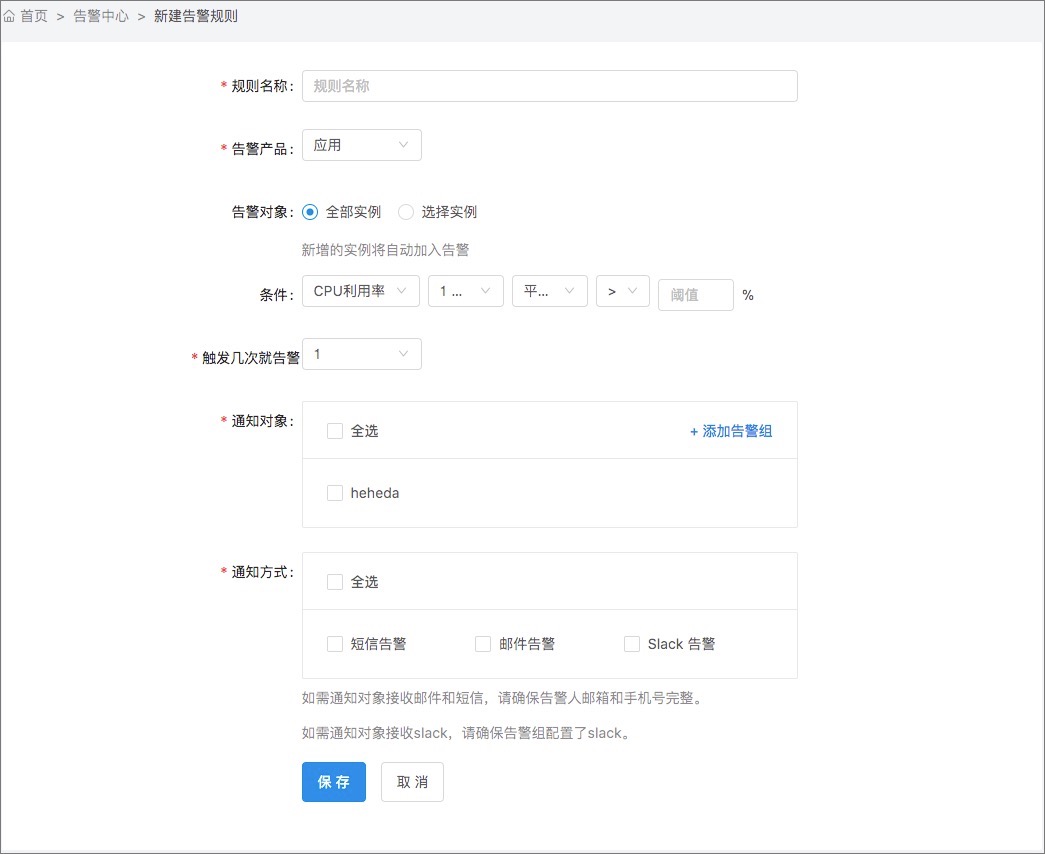 首页 > 告警中心 > 新建告警规则
* 规则名称: 规则名称
* 告警产品: 应用
告警对象: 全部实例 选择实例
新增的实例将自动加入告警
条件: CPU利用率 1 ... 平... > 阈值 %
* 触发几次就告警 1
* 通知对象: 全选 + 添加告警组
heheda
* 通知方式: 全选
短信告警 邮件告警 Slack 告警
如需通知对象接收邮件和短信，请确保告警人邮箱和手机号完整。
如需通知对象接收slack，请确保告警组配置了slack。
保 存 取 消